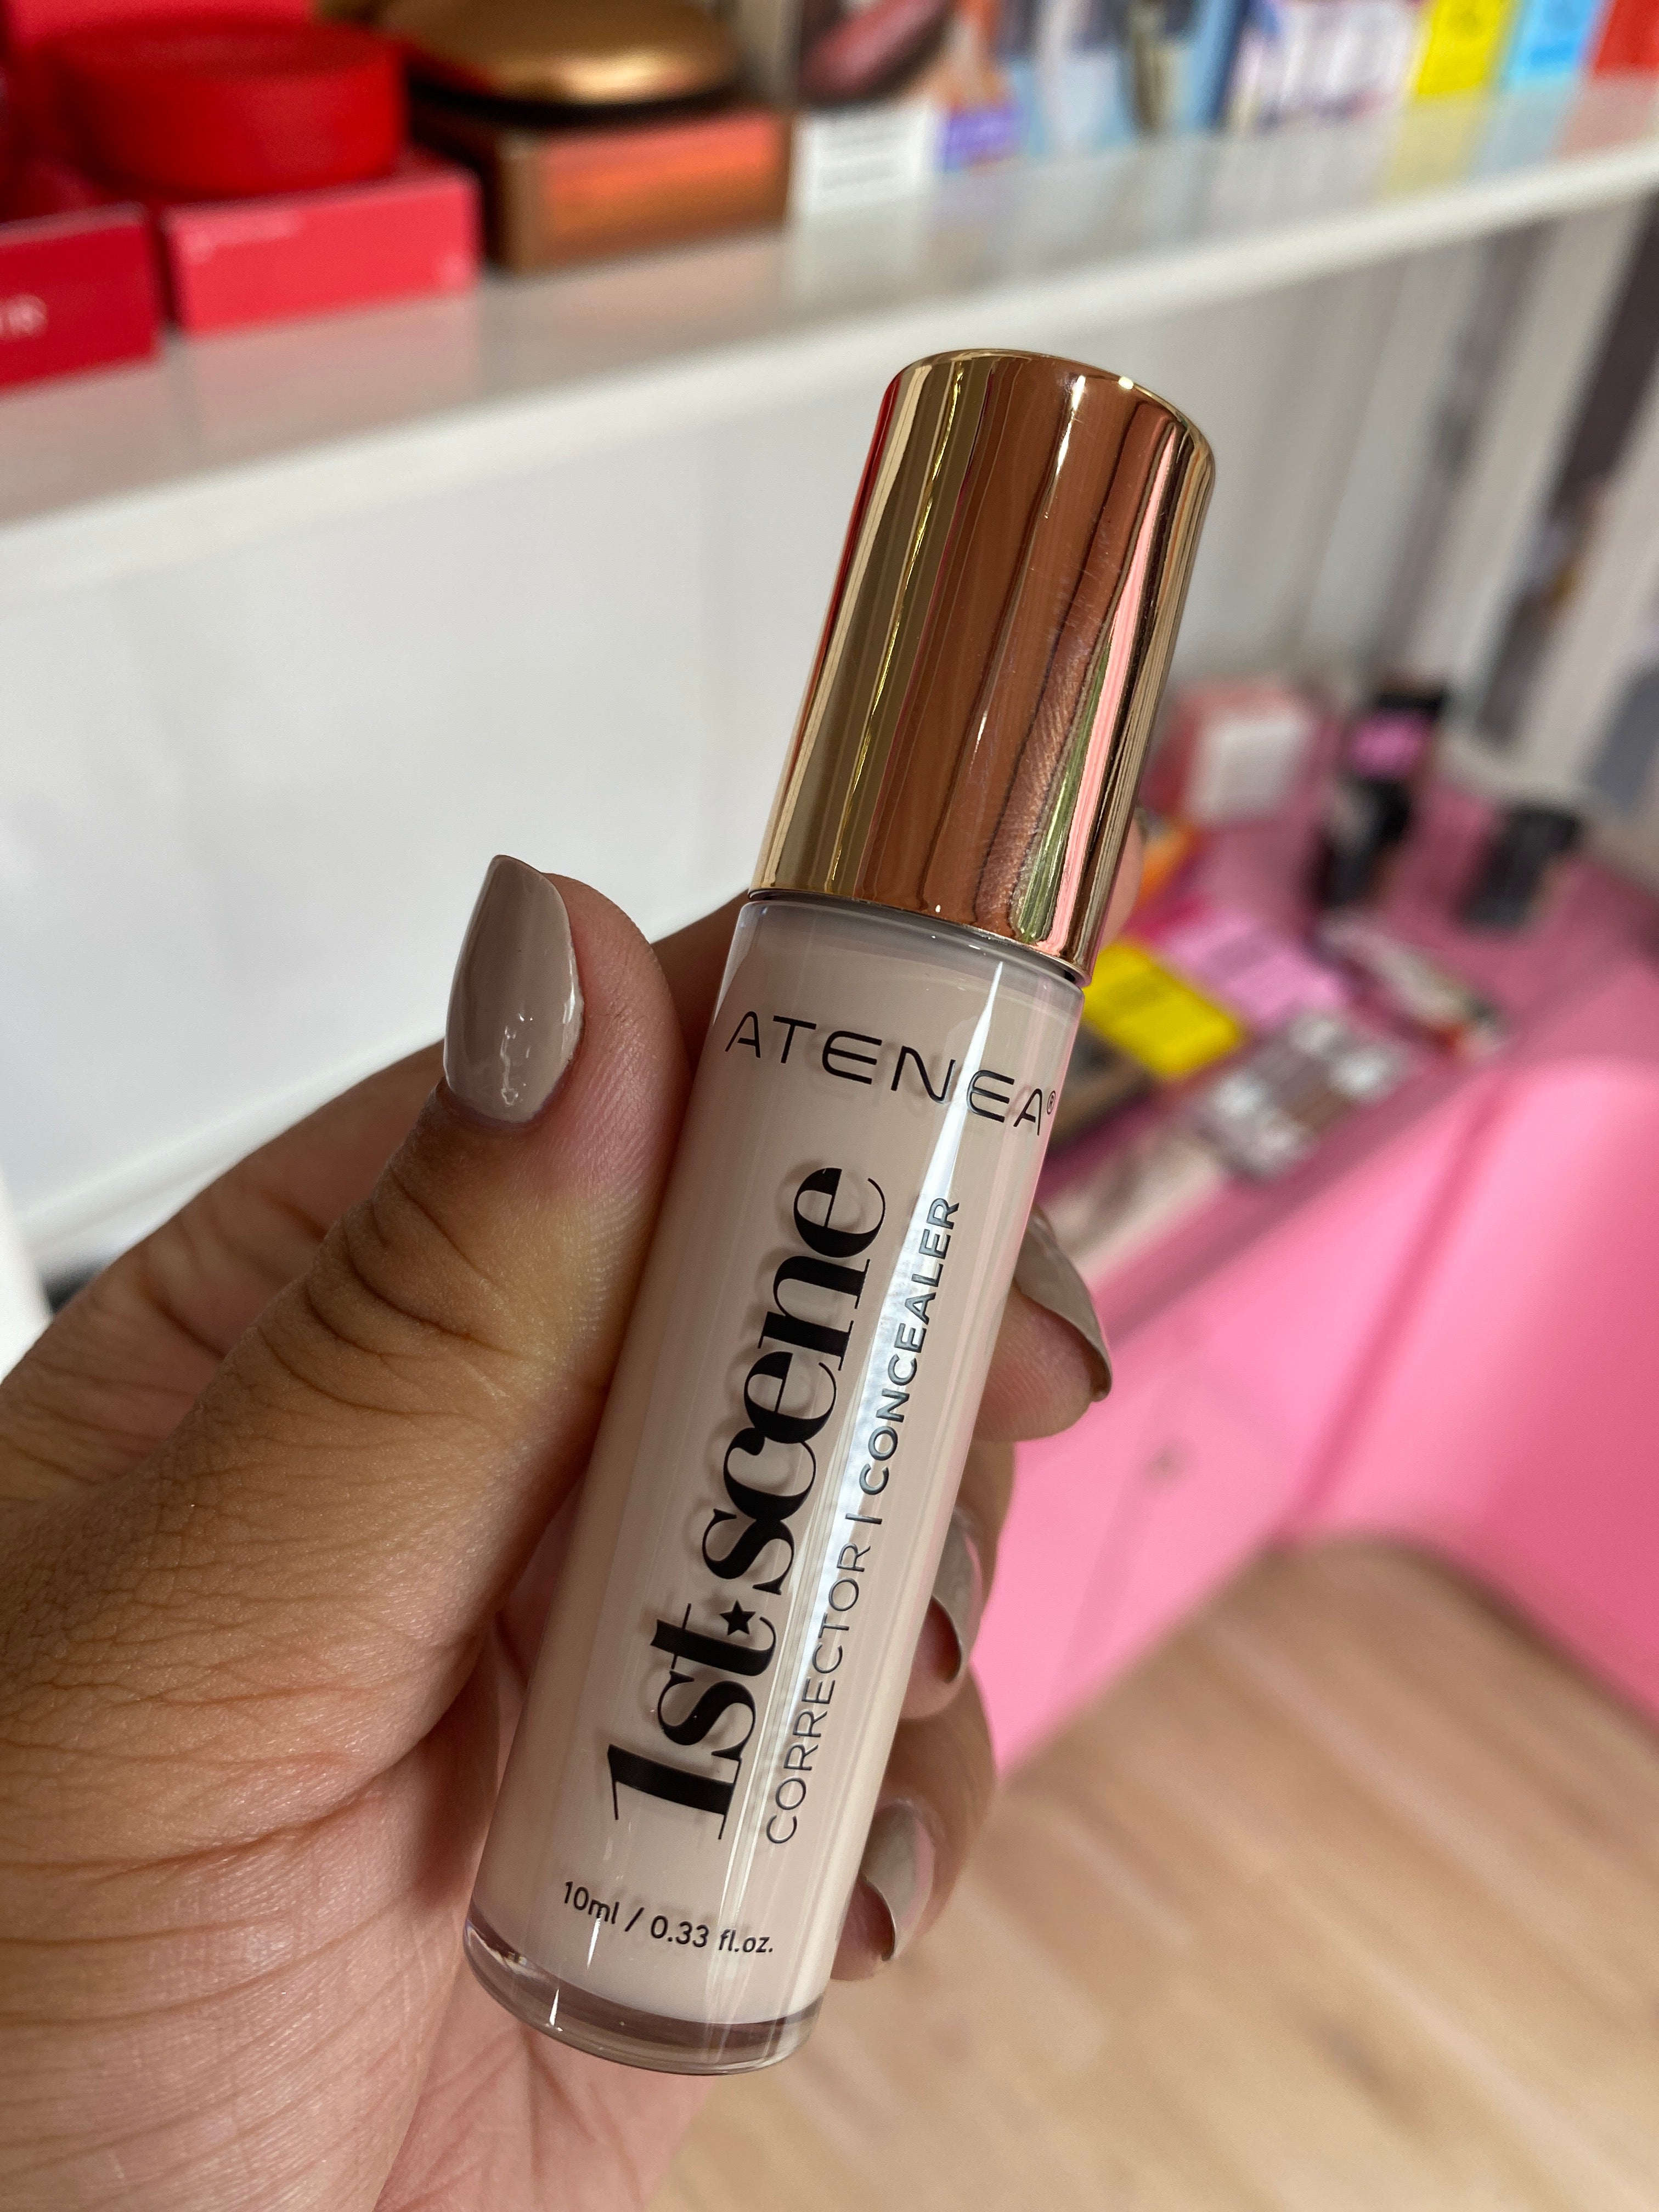 ATENEA®
1st★scene
CORRECTOR | CONCEALER
10ml / 0.33 fl.oz.